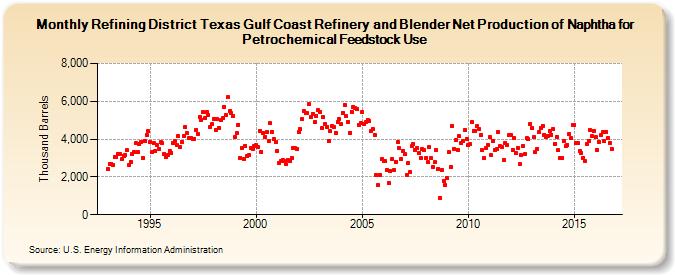 Monthly Refining District Texas Gulf Coast Refinery and Blender Net Production of Naphtha for
Petrochemical Feedstock Use
Thousand Barrels
8,000
6,000
4,000
2,000
0
1995
2000
2005
2010
2015
Source: U.S. Energy Information Administration